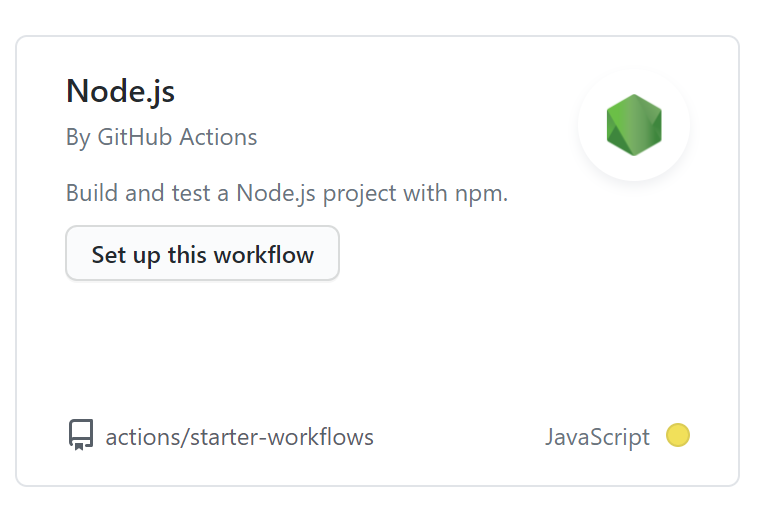 Node.js
By GitHub Actions
Build and test a Node.js project with npm.
Set up this workflow
actions/starter-workflows
JavaScript